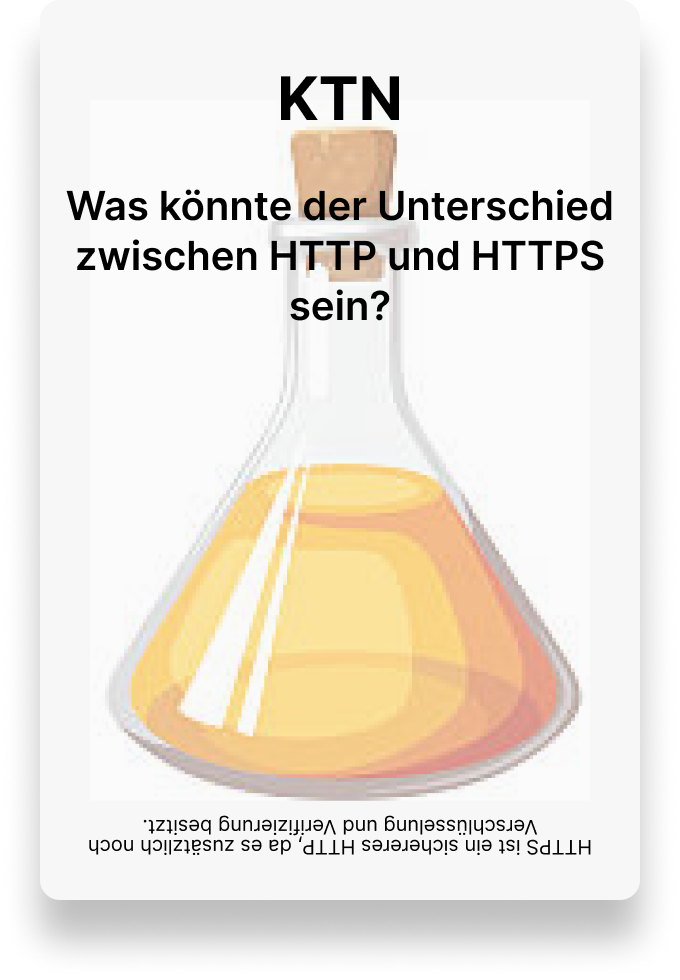 KTN
Was könnte der Unterschied
zwischen HTTP und HTTPS
sein?
HTTPS ist ein sichereres HTTP, da es zusätzlich noch
Verschlüsselung und Verifizierung besitzt.